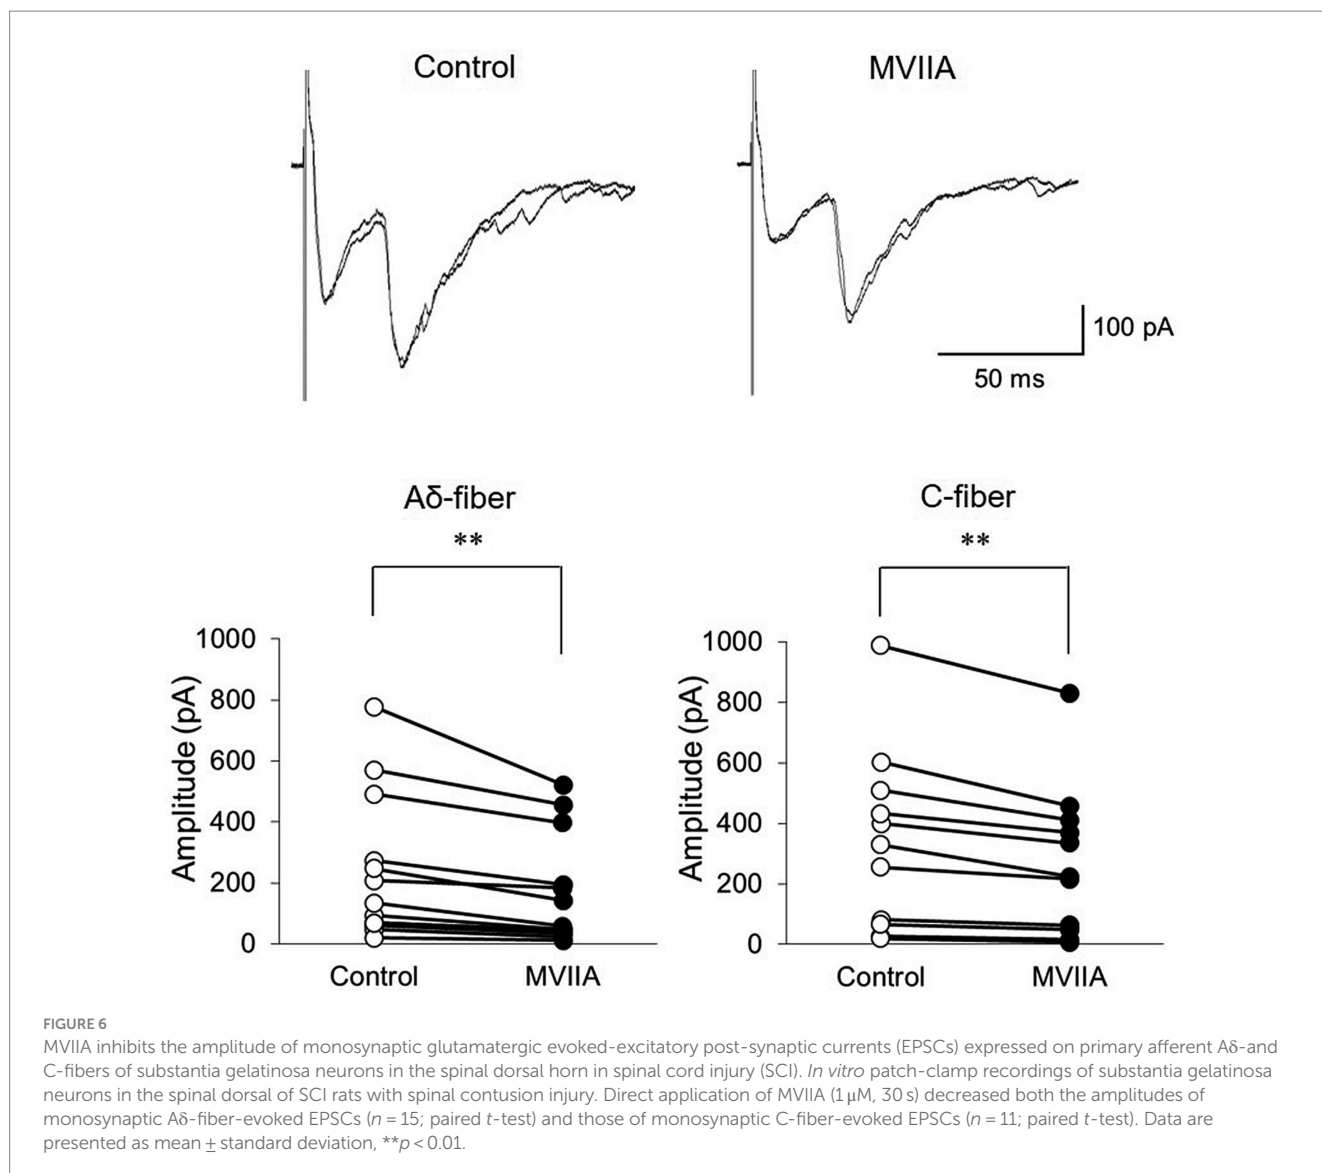 Control
MVIIA
100 pA
50 ms
Aδ-fiber
**
C-fiber
**
Amplitude (pA)
1000
800
600
400
200
0
Control
MVIIA
Amplitude (pA)
1000
800
600
400
200
0
Control
MVIIA
FIGURE 6
MVIIA inhibits the amplitude of monosynaptic glutamatergic evoked-excitatory post-synaptic currents (EPSCs) expressed on primary afferent Aδ-and
C-fibers of substantia gelatinosa neurons in the spinal dorsal horn in spinal cord injury (SCI). In vitro patch-clamp recordings of substantia gelatinosa
neurons in the spinal dorsal of SCI rats with spinal contusion injury. Direct application of MVIIA (1 μM, 30 s) decreased both the amplitudes of
monosynaptic Aδ-fiber-evoked EPSCs (n = 15; paired t-test) and those of monosynaptic C-fiber-evoked EPSCs (n = 11; paired t-test). Data are
presented as mean ± standard deviation, **p < 0.01.